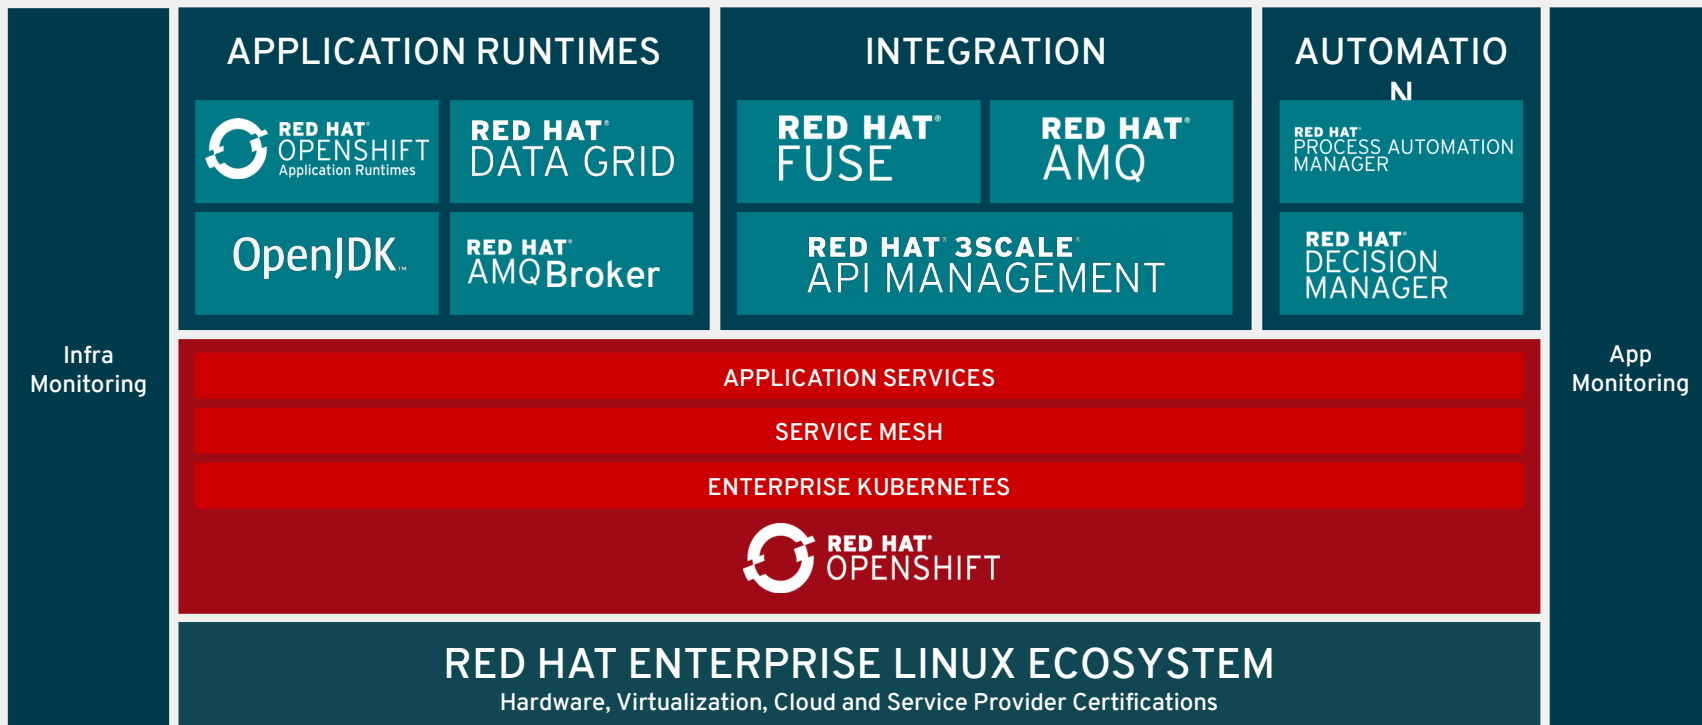 APPLICATION RUNTIMES
RED HAT®
OPENSHIFT
Application Runtimes
RED HAT®
DATA GRID
OpenJDK™
RED HAT®
AMQ Broker
INTEGRATION
RED HAT®
FUSE
RED HAT®
AMQ
RED HAT® 3SCALE®
API MANAGEMENT
AUTOMATIO
N
RED HAT®
PROCESS AUTOMATION
MANAGER
RED HAT®
DECISION
MANAGER
Infra
Monitoring
App
Monitoring
APPLICATION SERVICES
SERVICE MESH
ENTERPRISE KUBERNETES
RED HAT®
OPENSHIFT
RED HAT ENTERPRISE LINUX ECOSYSTEM
Hardware, Virtualization, Cloud and Service Provider Certifications